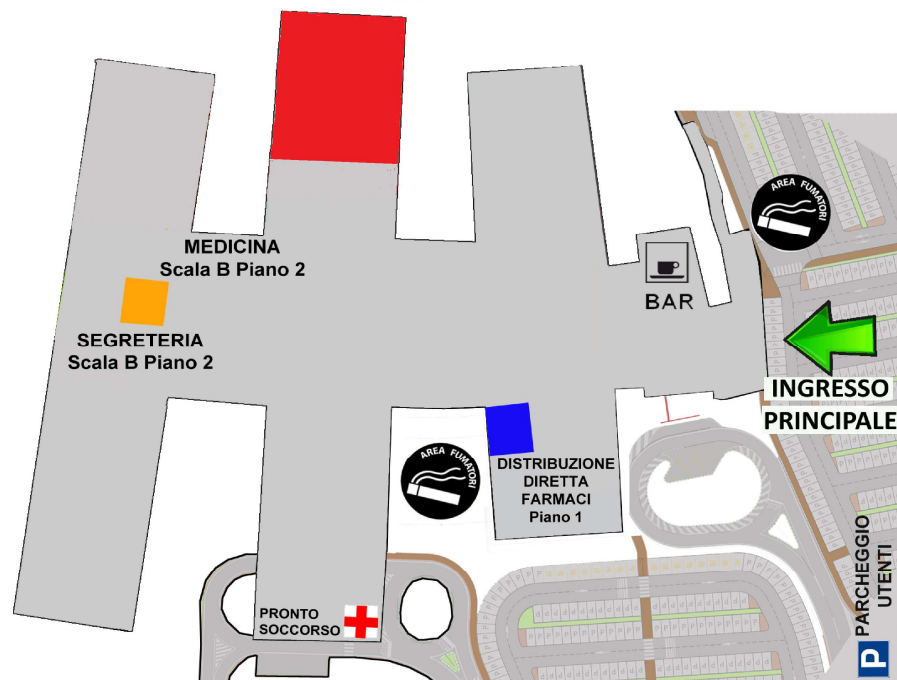 AREA FUMATORI
MEDICINA
Scala B Piano 2
BAR
SEGRETERIA
Scala B Piano 2
INGRESSO
PRINCIPALE
AREA FUMATORI
DISTRIBUZIONE
DIRETTA
FARMACI
Piano 1
PRONTO
SOCCORSO
P PARCHEGGIO
UTENTI